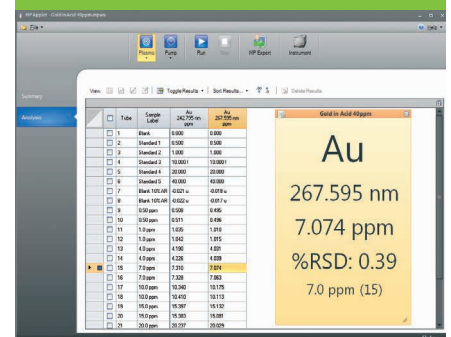 MP Applet - Gold in Acid 40ppm.mpws
File Help
Plasma Pump Run Stop MP Expert Instrument
Summary
Analysis
View: Toggle Results Sort Results... Delete Results
Tube Sample Label Au 242.795 nm ppm Au 267.595 nm ppm
1 Blank 0.000 0.000
2 Standard 1 0.500 0.500
3 Standard 2 1.000 1.000
4 Standard 3 10.000 ! 10.000 !
5 Standard 4 20.000 20.000
6 Standard 5 40.000 40.000
7 Blank 10% AR -0.021 u -0.018 u
8 Blank 10% AR -0.022 u -0.017 u
9 0.50 ppm 0.508 0.495
10 0.50 ppm 0.511 0.496
11 1.0 ppm 1.035 1.010
12 1.0 ppm 1.042 1.015
13 4.0 ppm 4.190 4.031
14 4.0 ppm 4.226 4.039
15 7.0 ppm 7.310 7.074
16 7.0 ppm 7.328 7.063
17 10.0 ppm 10.340 10.175
18 10.0 ppm 10.410 10.113
19 15.0 ppm 15.397 15.132
20 15.0 ppm 15.383 15.091
21 20.0 ppm 20.237 20.029
Gold in Acid 40ppm
Au
267.595 nm
7.074 ppm
%RSD: 0.39
7.0 ppm (15)